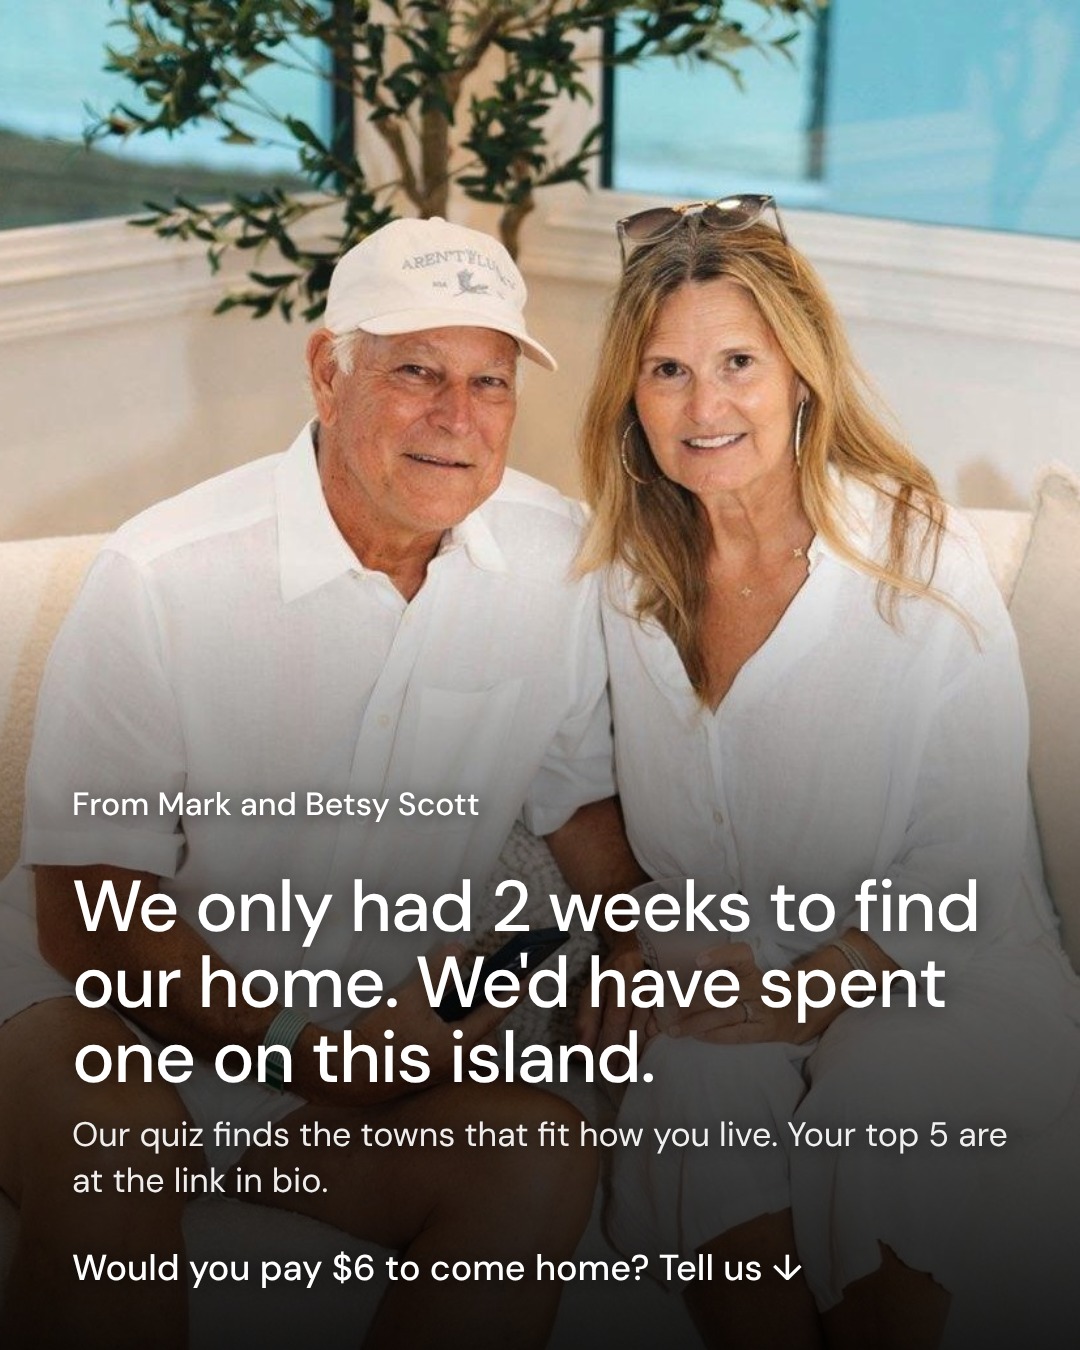 From Mark and Betsy Scott
We only had 2 weeks to find
our home. We'd have spent
one on this island.
Our quiz finds the towns that fit how you live. Your top 5 are
at the link in bio.
Would you pay $6 to come home? Tell us ↓